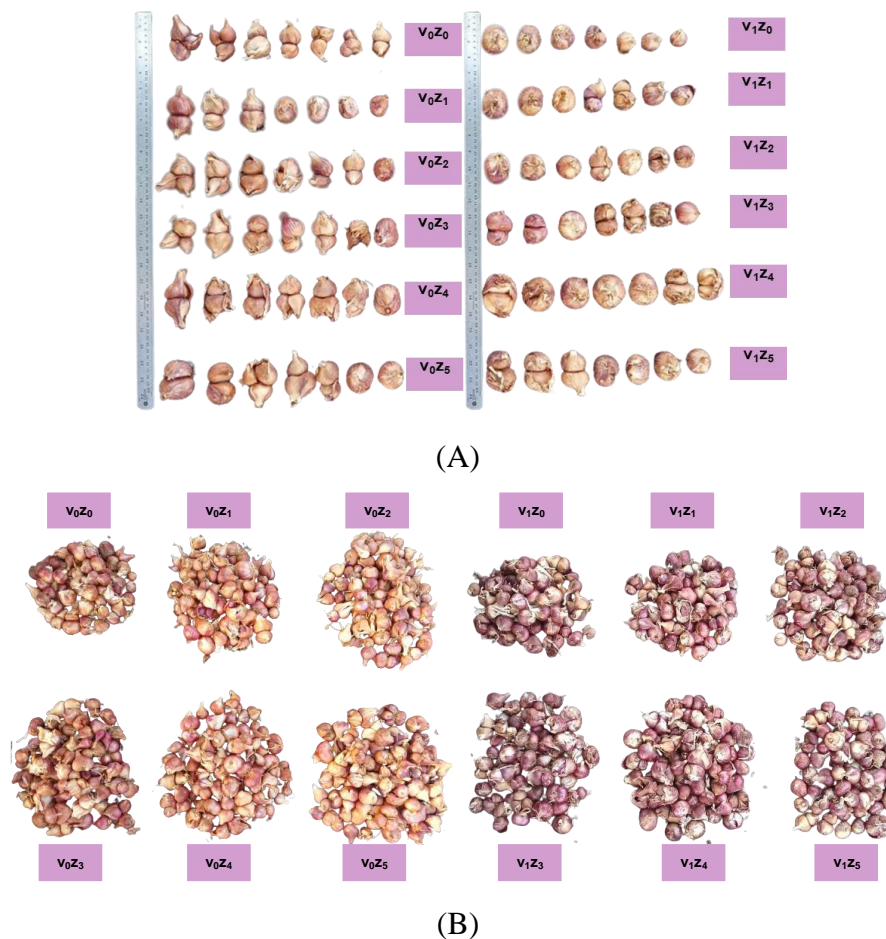 v₀z₀ v₁z₀
v₀z₁ v₁z₁
v₀z₂ v₁z₂
v₀z₃ v₁z₃
v₀z₄ v₁z₄
v₀z₅ v₁z₅
(A)
v₀z₀ v₀z₁ v₀z₂ v₁z₀ v₁z₁ v₁z₂
v₀z₃ v₀z₄ v₀z₅ v₁z₃ v₁z₄ v₁z₅
(B)